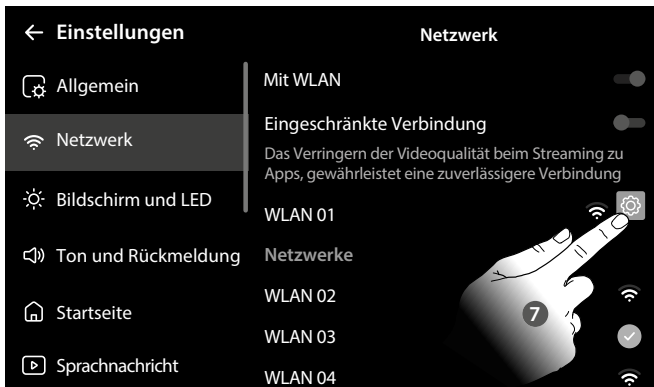 Einstellungen
Netzwerk
Allgemein
Netzwerk
Bildschirm und LED
Ton und Rückmeldung
Startseite
Sprachnachricht
Mit WLAN
Eingeschränkte Verbindung
Das Verringern der Videoqualität beim Streaming zu
Apps, gewährleistet eine zuverlässigere Verbindung
WLAN 01
Netzwerke
WLAN 02
7
WLAN 03
WLAN 04